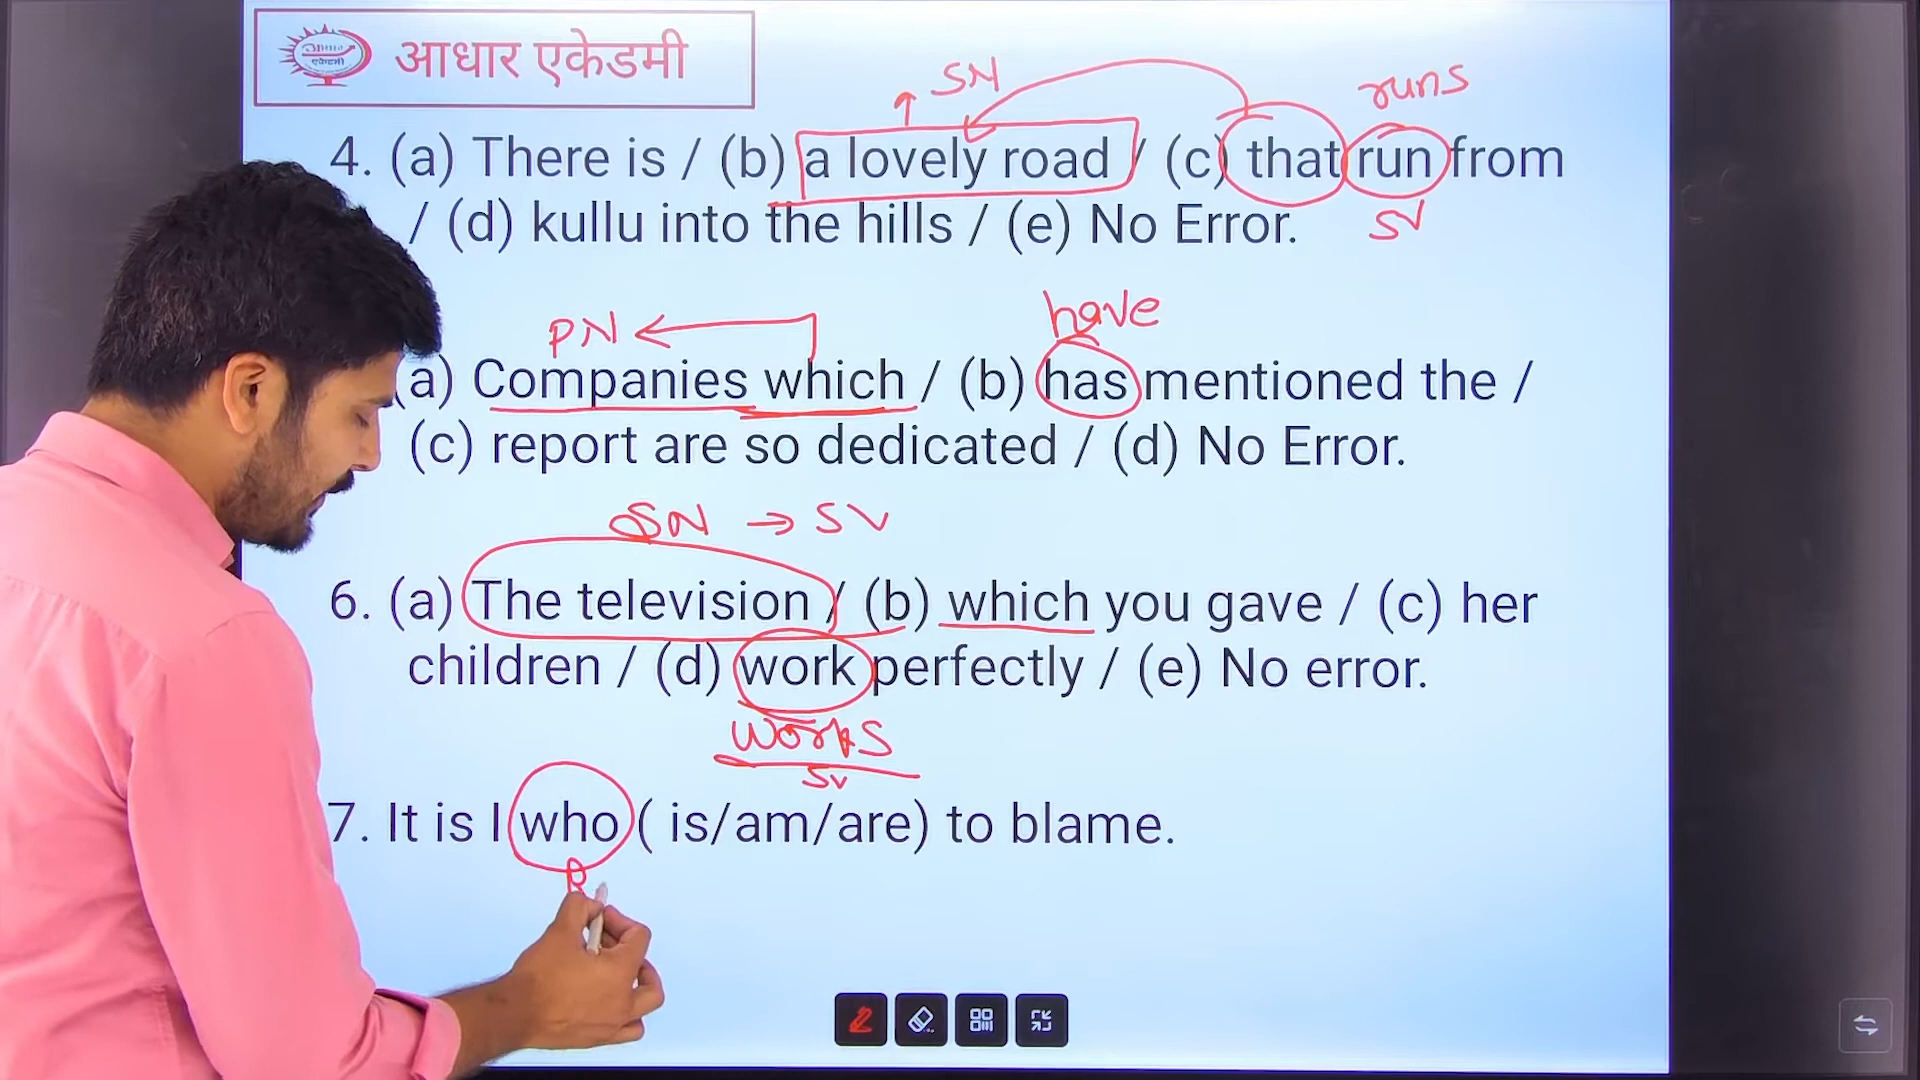 आधार एकेडमी
SN
runs
4. (a) There is / (b) a lovely road / (c) that run from
/ (d) kullu into the hills / (e) No Error.
SV
PN
have
a) Companies which / (b) has mentioned the /
(c) report are so dedicated / (d) No Error.
SN → SV
6. (a) The television / (b) which you gave / (c) her
children / (d) work perfectly / (e) No error.
works
SV
7. It is I who ( is/am/are) to blame.
R